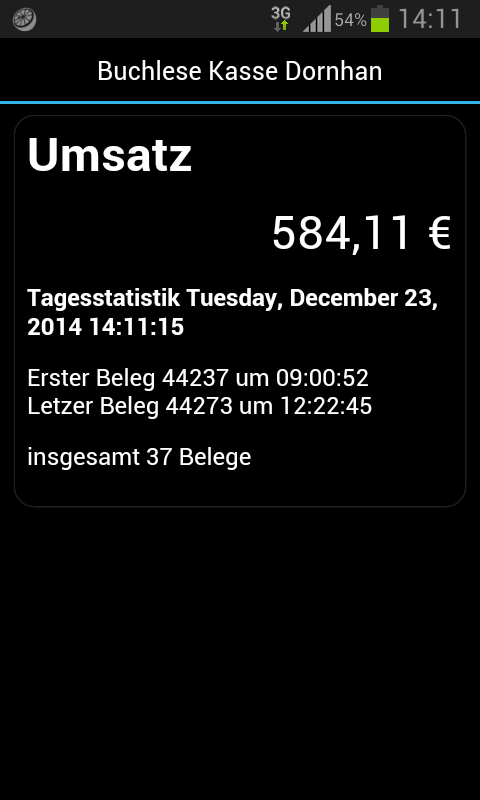 3G 54% 14:11
Buchlese Kasse Dornhan
Umsatz
584,11 €
Tagesstatistik Tuesday, December 23,
2014 14:11:15
Erster Beleg 44237 um 09:00:52
Letzer Beleg 44273 um 12:22:45
insgesamt 37 Belege